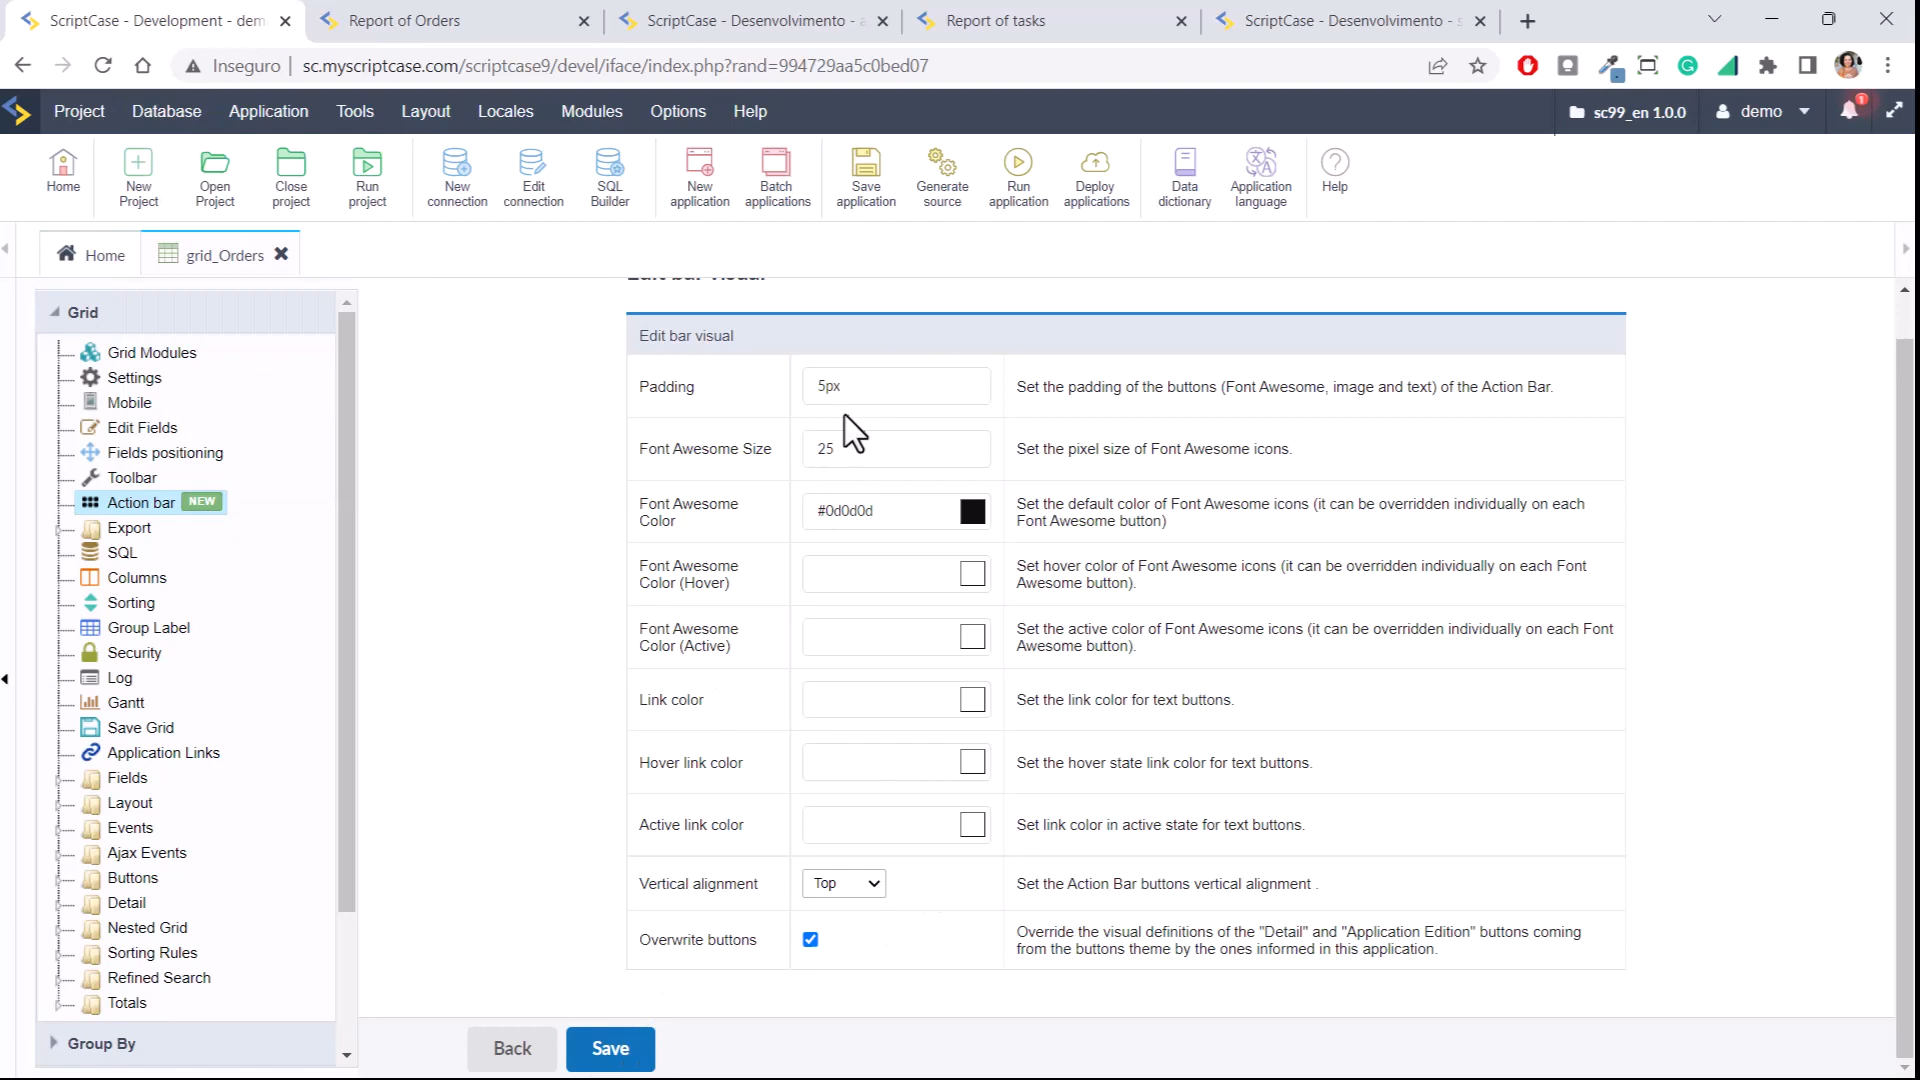 ScriptCase - Development - dem
Report of Orders
ScriptCase - Desenvolvimento - a
Report of tasks
ScriptCase - Desenvolvimento - s
Inseguro
sc.myscriptcase.com/scriptcase9/devel/iface/index.php?rand=994729aa5c0bed07
Project
Database
Application
Tools
Layout
Locales
Modules
Options
Help
sc99_en 1.0.0
demo
1
Home
New
Project
Open
Project
Close
project
Run
project
New
connection
Edit
connection
SQL
Builder
New
application
Batch
applications
Save
application
Generate
source
Run
application
Deploy
applications
Data
dictionary
Application
language
Help
Home
grid_Orders
Grid
Grid Modules
Settings
Mobile
Edit Fields
Fields positioning
Toolbar
Action bar NEW
Export
SQL
Columns
Sorting
Group Label
Security
Log
Gantt
Save Grid
Application Links
Fields
Layout
Events
Ajax Events
Buttons
Detail
Nested Grid
Sorting Rules
Refined Search
Totals
Group By
Edit bar visual
Edit bar visual
Padding
5px
Set the padding of the buttons (Font Awesome, image and text) of the Action Bar.
Font Awesome Size
25
Set the pixel size of Font Awesome icons.
Font Awesome
Color
#0d0d0d
Set the default color of Font Awesome icons (it can be overridden individually on each
Font Awesome button)
Font Awesome
Color (Hover)
Set hover color of Font Awesome icons (it can be overridden individually on each Font
Awesome button).
Font Awesome
Color (Active)
Set the active color of Font Awesome icons (it can be overridden individually on each Font
Awesome button).
Link color
Set the link color for text buttons.
Hover link color
Set the hover state link color for text buttons.
Active link color
Set link color in active state for text buttons.
Vertical alignment
Top
Set the Action Bar buttons vertical alignment .
Overwrite buttons
Override the visual definitions of the "Detail" and "Application Edition" buttons coming
from the buttons theme by the ones informed in this application.
Back
Save